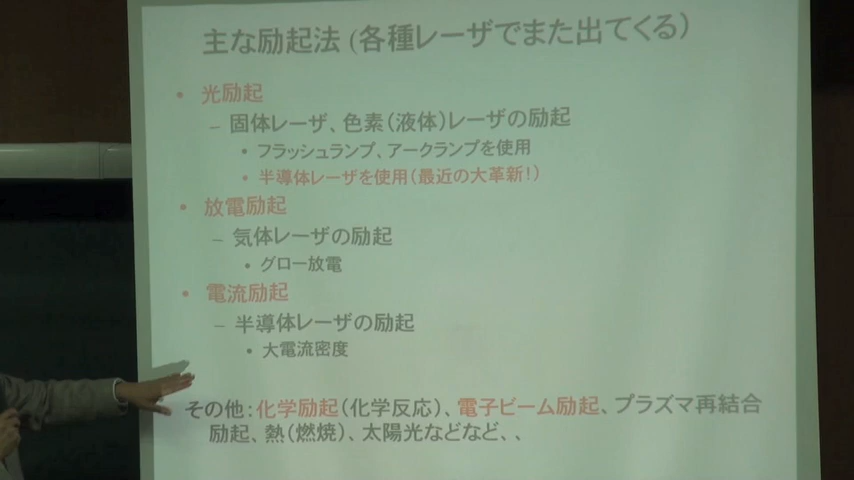 主な励起法(各種レーザでまた出てくる)
• 光励起
– 固体レーザ、色素(液体)レーザの励起
• フラッシュランプ、アークランプを使用
• 半導体レーザを使用(最近の大革新!)
• 放電励起
– 気体レーザの励起
• グロー放電
• 電流励起
– 半導体レーザの励起
• 大電流密度
その他:化学励起(化学反応)、電子ビーム励起、プラズマ再結合
励起、熱(燃焼)、太陽光などなど、、